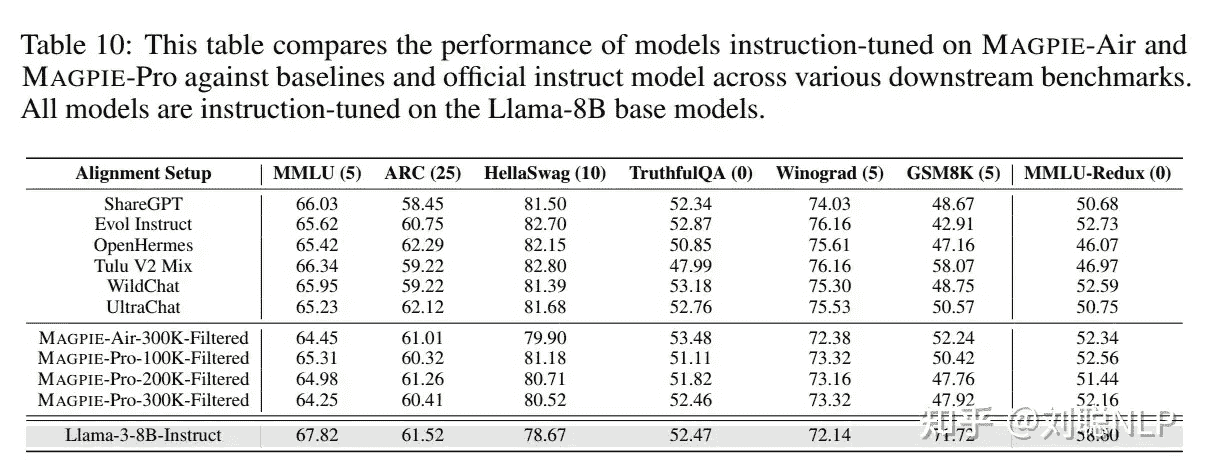 Table 10: This table compares the performance of models instruction-tuned on MAGPIE-Air and
MAGPIE-Pro against baselines and official instruct model across various downstream benchmarks.
All models are instruction-tuned on the Llama-8B base models.
Alignment Setup MMLU (5) ARC (25) HellaSwag (10) TruthfulQA (0) Winograd (5) GSM8K (5) MMLU-Redux (0)
ShareGPT 66.03 58.45 81.50 52.34 74.03 48.67 50.68
Evol Instruct 65.62 60.75 82.70 52.87 76.16 42.91 52.73
OpenHermes 65.42 62.29 82.15 50.85 75.61 47.16 46.07
Tulu V2 Mix 66.34 59.22 82.80 47.99 76.16 58.07 46.97
WildChat 65.95 59.22 81.39 53.18 75.30 48.75 52.59
UltraChat 65.23 62.12 81.68 52.76 75.53 50.57 50.75
MAGPIE-Air-300K-Filtered 64.45 61.01 79.90 53.48 72.38 52.24 52.34
MAGPIE-Pro-100K-Filtered 65.31 60.32 81.18 51.11 73.32 50.42 52.56
MAGPIE-Pro-200K-Filtered 64.98 61.26 80.71 51.82 73.16 47.76 51.44
MAGPIE-Pro-300K-Filtered 64.25 60.41 80.52 52.46 73.32 47.92 52.16
Llama-3-8B-Instruct 67.82 61.52 78.67 52.47 72.14 71.72 58.60
知乎 @刘聪NLP